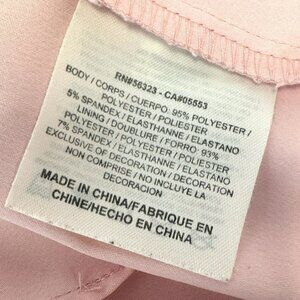 RN#56323 - CA#05553
BODY / CORPS / CUERPO: 95% POLYESTER /
POLYESTER / POLIESTER
5% SPANDEX / ELASTHANNE / ELASTANO
LINING / DOUBLURE / FORRO: 93%
POLYESTER / POLYESTER / POLIESTER
7% SPANDEX / ELASTHANNE / ELASTANO
EXCLUSIVE OF DECORATION / DECORATION
NON COMPRISE / NO INCLUYE LA
DECORACION
MADE IN CHINA/FABRIQUE EN
CHINE/HECHO EN CHINA